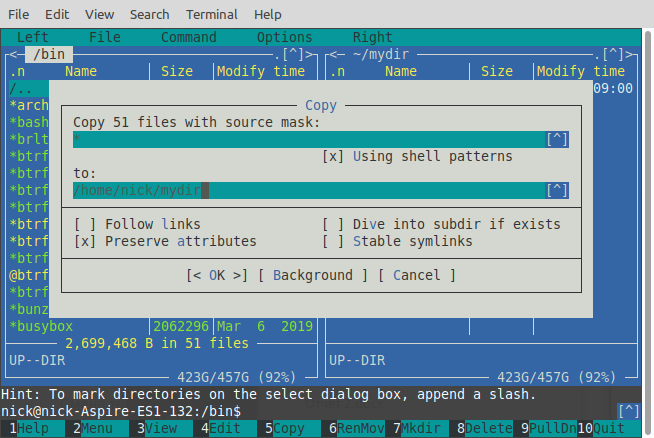 File Edit View Search Terminal Help
Left File Command Options Right
<- /bin .[^]> <- ~/mydir .[^]>
.n Name Size Modify time .n Name Size Modify time
/.. 09:00
*arch
*bash
*brlt
*btrf
*btrf
*btrf
*btrf
*btrf
*btrf
*btrf
@btrf
*btrf
*bunz
Copy
Copy 51 files with source mask:
* [^]
[x] Using shell patterns
to:
/home/nick/mydir [^]
[ ] Follow links [ ] Dive into subdir if exists
[x] Preserve attributes [ ] Stable symlinks
[< OK >] [ Background ] [ Cancel ]
*busybox 2062296 Mar 6 2019
2,699,468 B in 51 files
UP--DIR UP--DIR
423G/457G (92%) 423G/457G (92%)
Hint: To mark directories on the select dialog box, append a slash.
nick@nick-Aspire-ES1-132:/bin$ [^]
1Help 2Menu 3View 4Edit 5Copy 6RenMov 7Mkdir 8Delete 9PullDn 10Quit